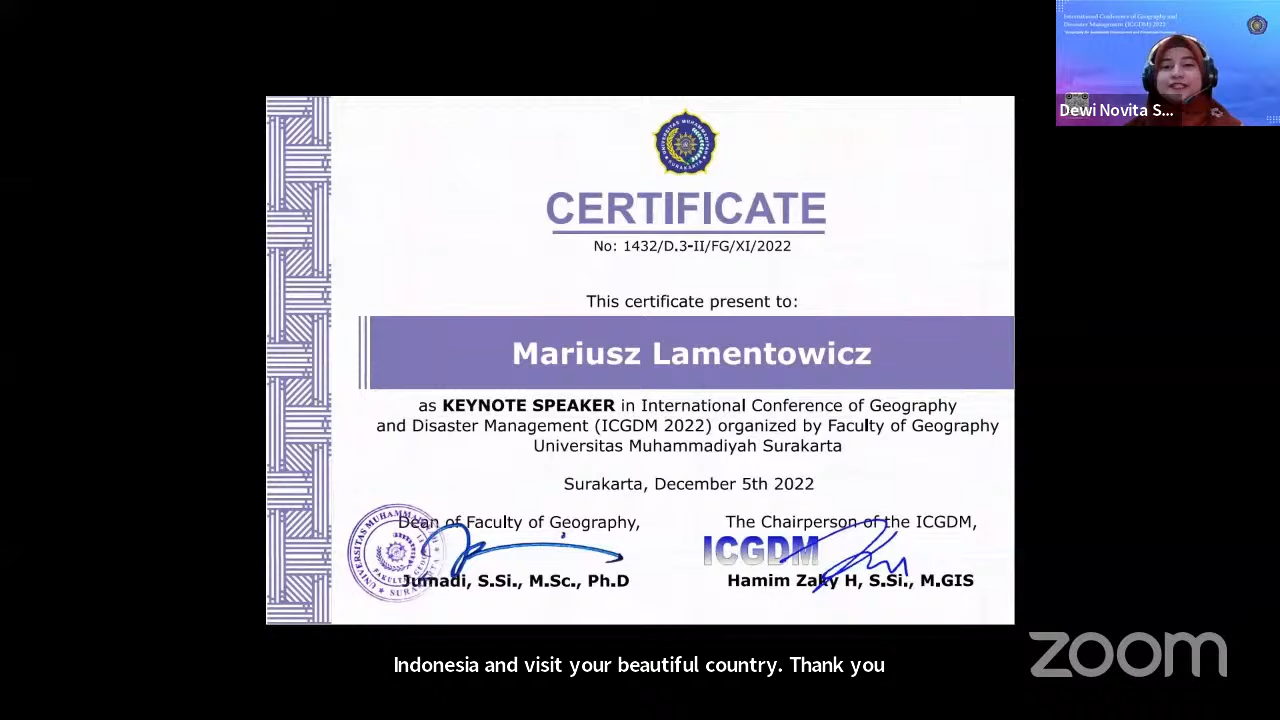 International Conference of Geography and
Disaster Management (ICGDM) 2022
Dewi Novita S...
UNIVERSITAS MUHAMMADIYAH
SURAKARTA
CERTIFICATE
No: 1432/D.3-II/FG/XI/2022
This certificate present to:
Mariusz Lamentowicz
as KEYNOTE SPEAKER in International Conference of Geography
and Disaster Management (ICGDM 2022) organized by Faculty of Geography
Universitas Muhammadiyah Surakarta
Surakarta, December 5th 2022
Dean of Faculty of Geography,
The Chairperson of the ICGDM,
ICGDM
Jumadi, S.Si., M.Sc., Ph.D
Hamim Zaky H, S.Si., M.GIS
Indonesia and visit your beautiful country. Thank you
zoom